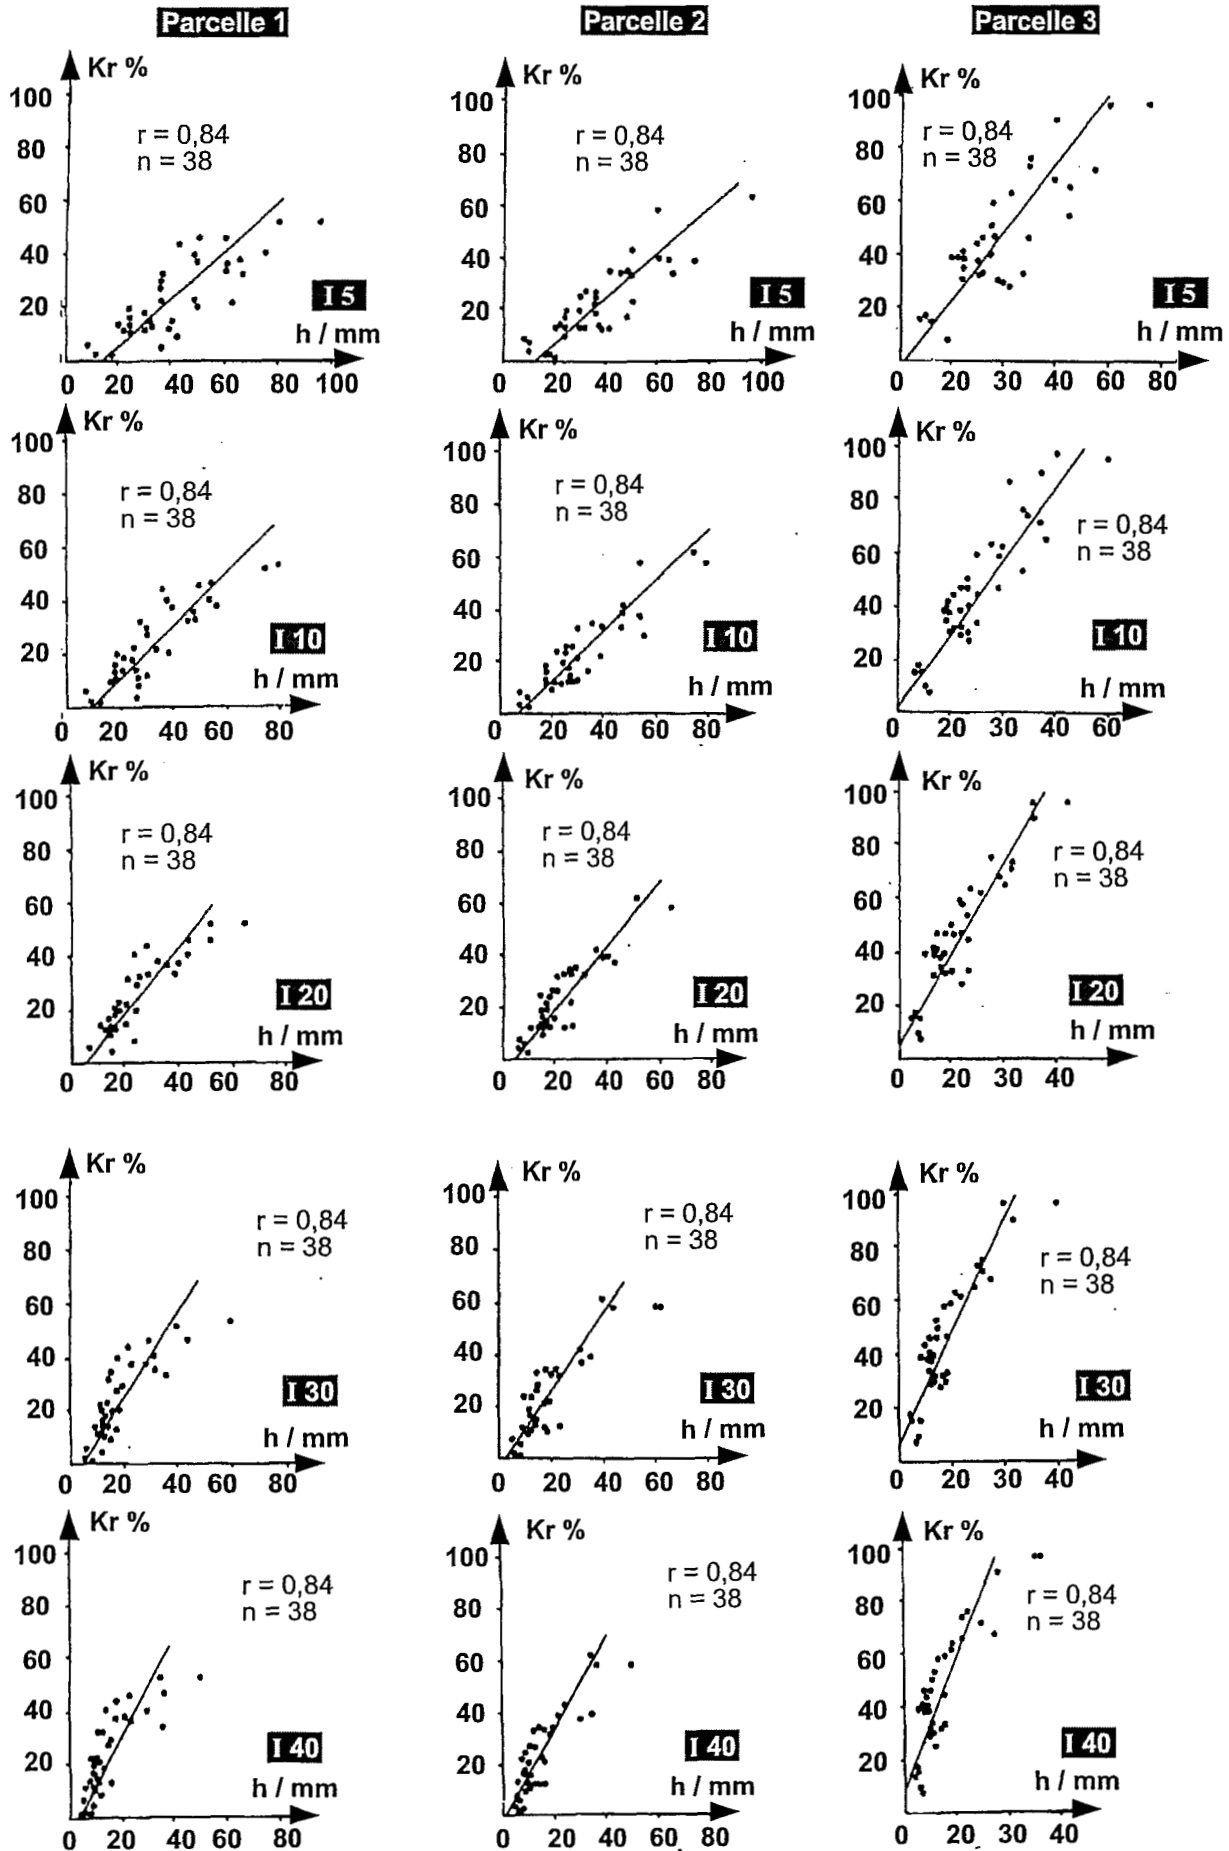 Parcelle 1
Parcelle 2
Parcelle 3
Kr %
100
80
60
40
20
r = 0,84
n = 38
I 5
h / mm
0 20 40 60 80 100
Kr %
100
80
60
40
20
r = 0,84
n = 38
I 5
h / mm
0 20 40 60 80 100
Kr %
100
80
60
40
20
r = 0,84
n = 38
I 5
h / mm
0 20 40 60 80
Kr %
100
80
60
40
20
r = 0,84
n = 38
I 10
h / mm
0 20 40 60 80
Kr %
100
80
60
40
20
r = 0,84
n = 38
I 10
h / mm
0 20 40 60 80
Kr %
100
80
60
40
20
r = 0,84
n = 38
I 10
h / mm
0 20 40 60
Kr %
100
80
60
40
20
r = 0,84
n = 38
I 20
h / mm
0 20 40 60 80
Kr %
100
80
60
40
20
r = 0,84
n = 38
I 20
h / mm
0 20 40 60 80
Kr %
100
80
60
40
20
r = 0,84
n = 38
I 20
h / mm
0 20 40
Kr %
100
80
60
40
20
r = 0,84
n = 38
I 30
h / mm
0 20 40 60 80
Kr %
100
80
60
40
20
r = 0,84
n = 38
I 30
h / mm
0 20 40 60 80
Kr %
100
80
60
40
20
r = 0,84
n = 38
I 30
h / mm
0 20 30 40
Kr %
100
80
60
40
20
r = 0,84
n = 38
I 40
h / mm
0 20 40 60 80
Kr %
100
80
60
40
20
r = 0,84
n = 38
I 40
h / mm
0 20 40 60 80
Kr %
100
80
60
40
20
r = 0,84
n = 38
I 40
h / mm
0 20 30 40